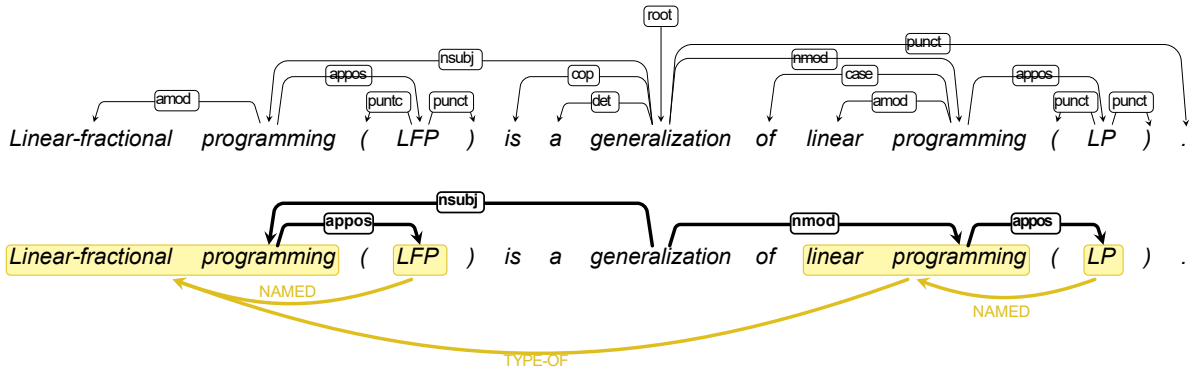 root
nsubj punct
appos cop nmod case appos
amod puntc punct det amod punct punct
Linear-fractional programming ( LFP ) is a generalization of linear programming ( LP ) .
nsubj
appos nmod appos
Linear-fractional programming ( LFP ) is a generalization of linear programming ( LP ) .
NAMED
NAMED
TYPE-OF